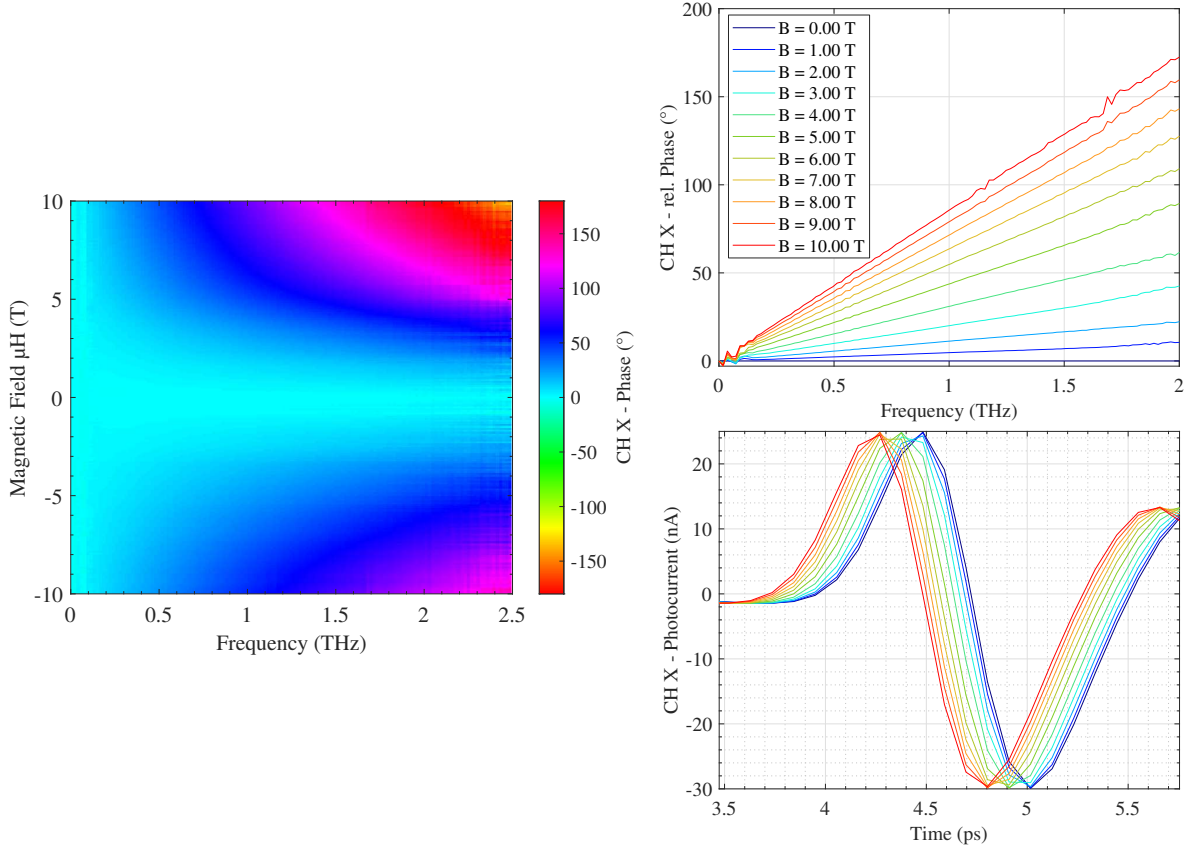 10
5
0
-5
-10
0
0.5
1
1.5
2
2.5
Magnetic Field µH (T)
Frequency (THz)
150
100
50
0
-50
-100
-150
CH X - Phase (°)
200
150
100
50
0
0
0.5
1
1.5
2
CH X - rel. Phase (°)
Frequency (THz)
B = 0.00 T
B = 1.00 T
B = 2.00 T
B = 3.00 T
B = 4.00 T
B = 5.00 T
B = 6.00 T
B = 7.00 T
B = 8.00 T
B = 9.00 T
B = 10.00 T
20
10
0
-10
-20
-30
3.5
4
4.5
5
5.5
CH X - Photocurrent (nA)
Time (ps)